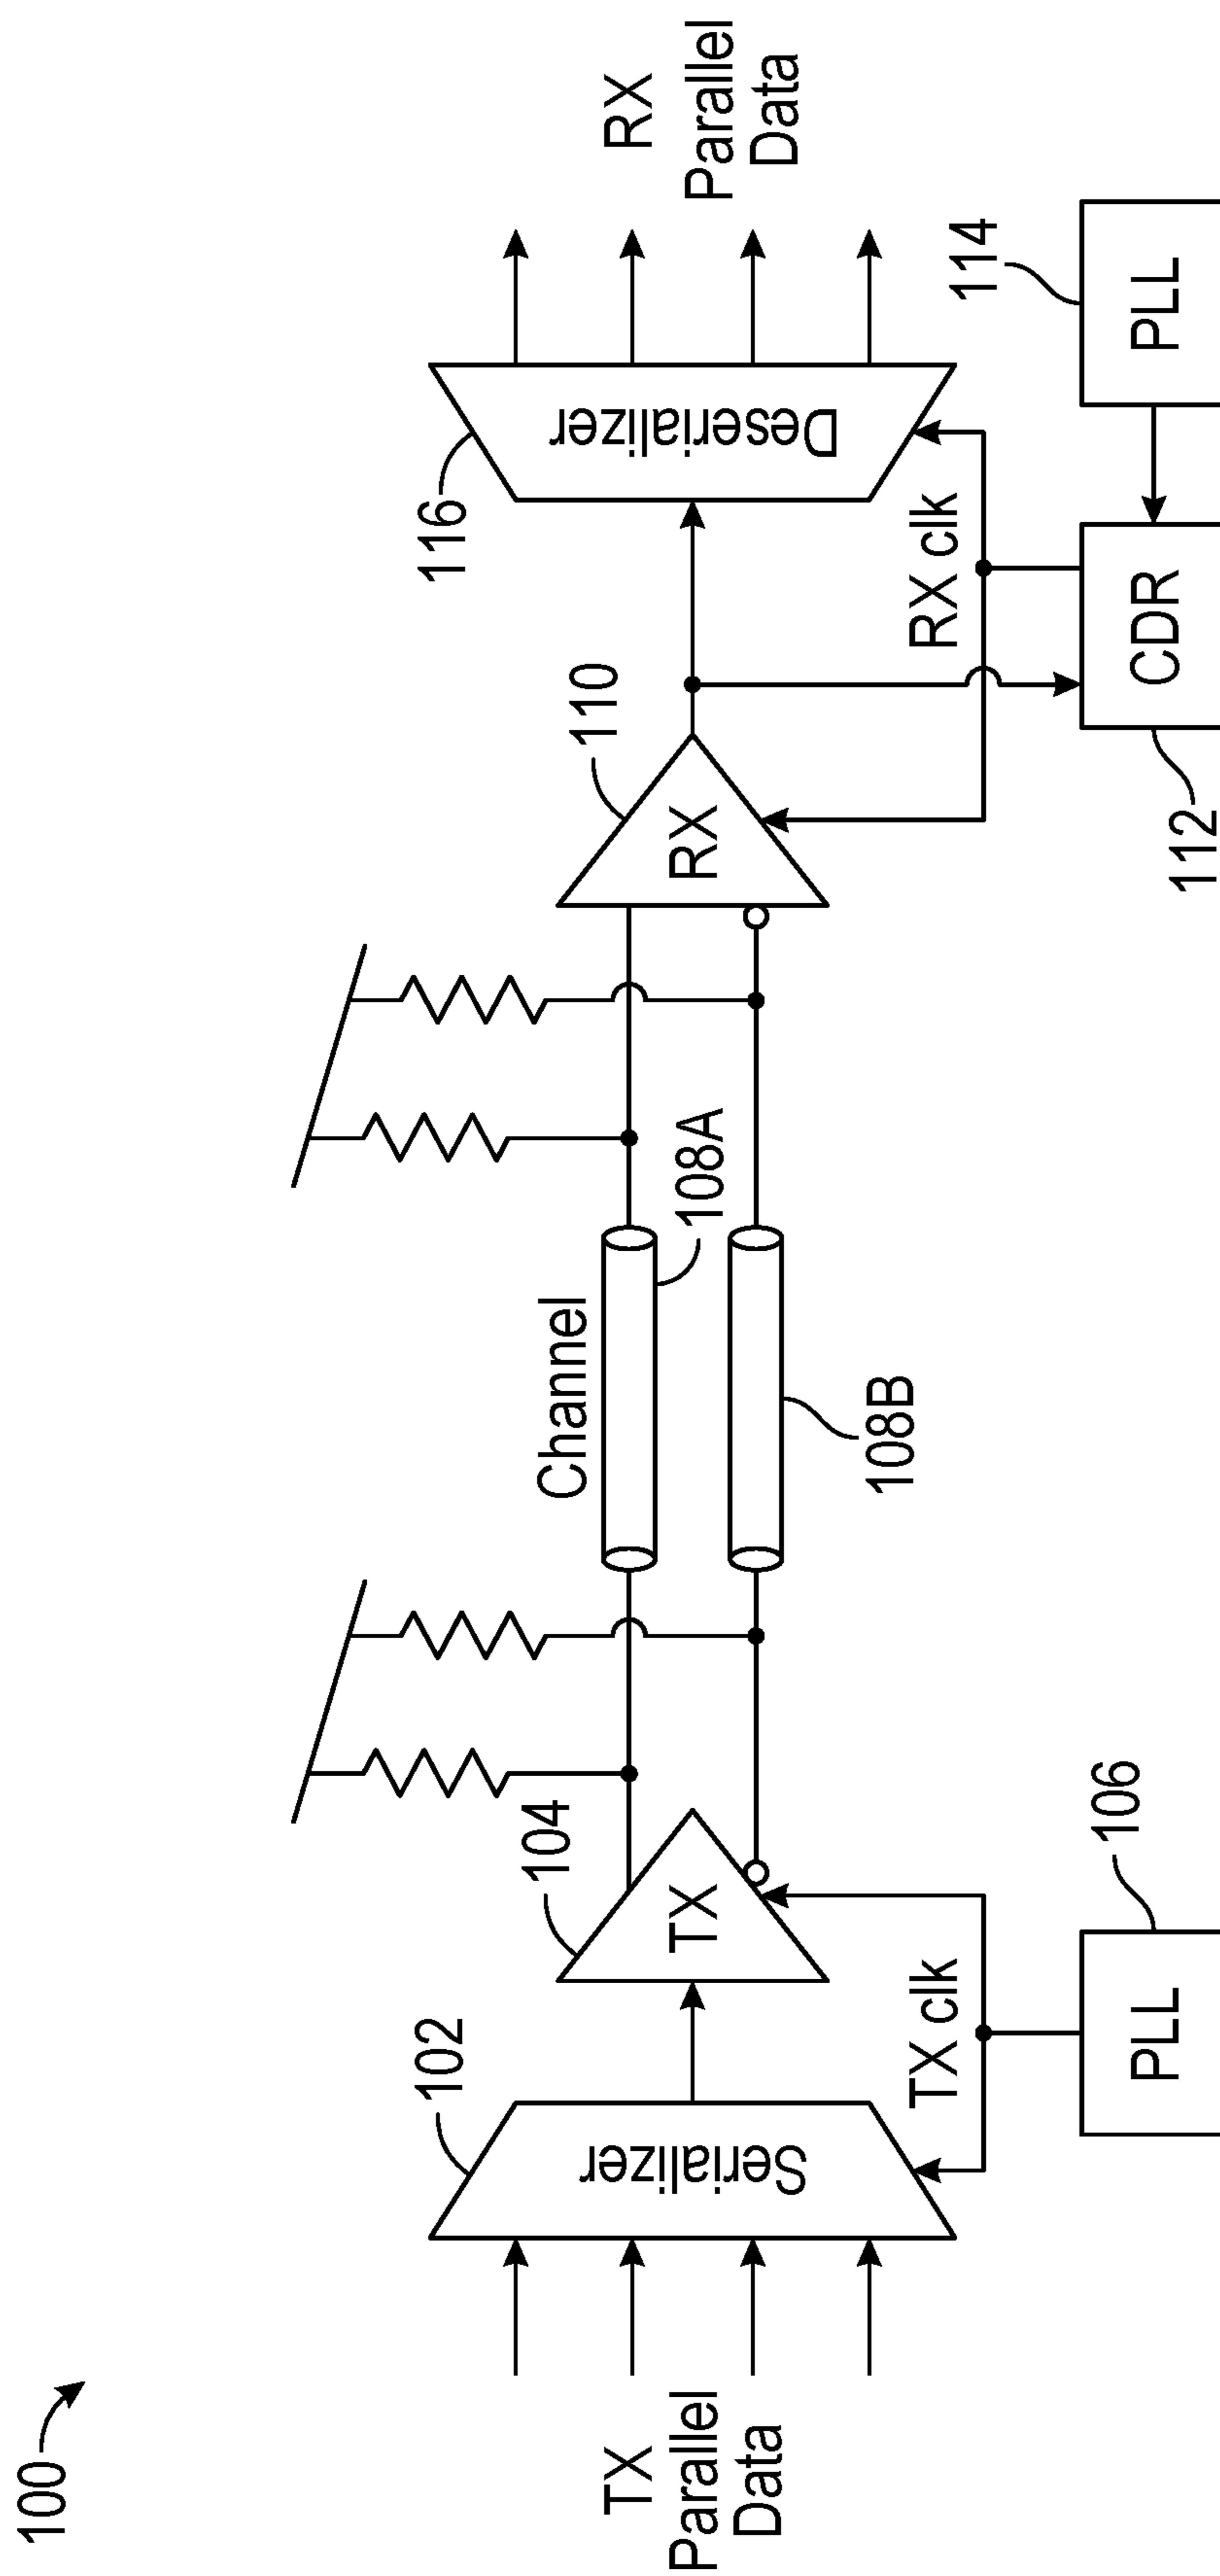 100
TX
Parallel
Data
102
Serializer
104
TX
TX clk
106
PLL
Channel
108A
108B
110
RX
RX clk
112
CDR
114
PLL
116
Deserializer
RX
Parallel
Data